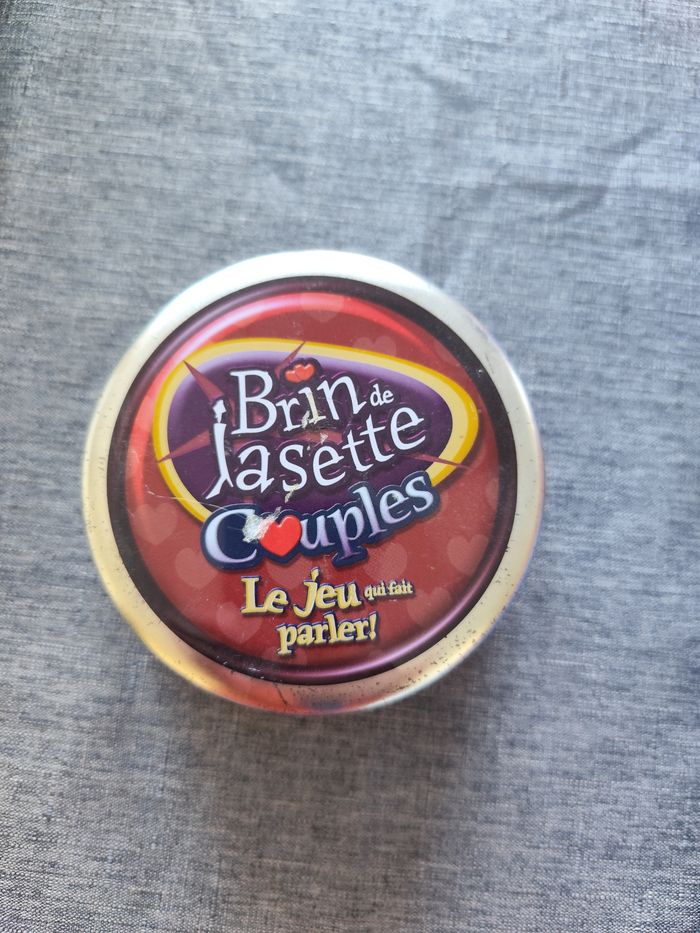 Brin de
Jasette
Couples
Le jeu qui fait
parler!